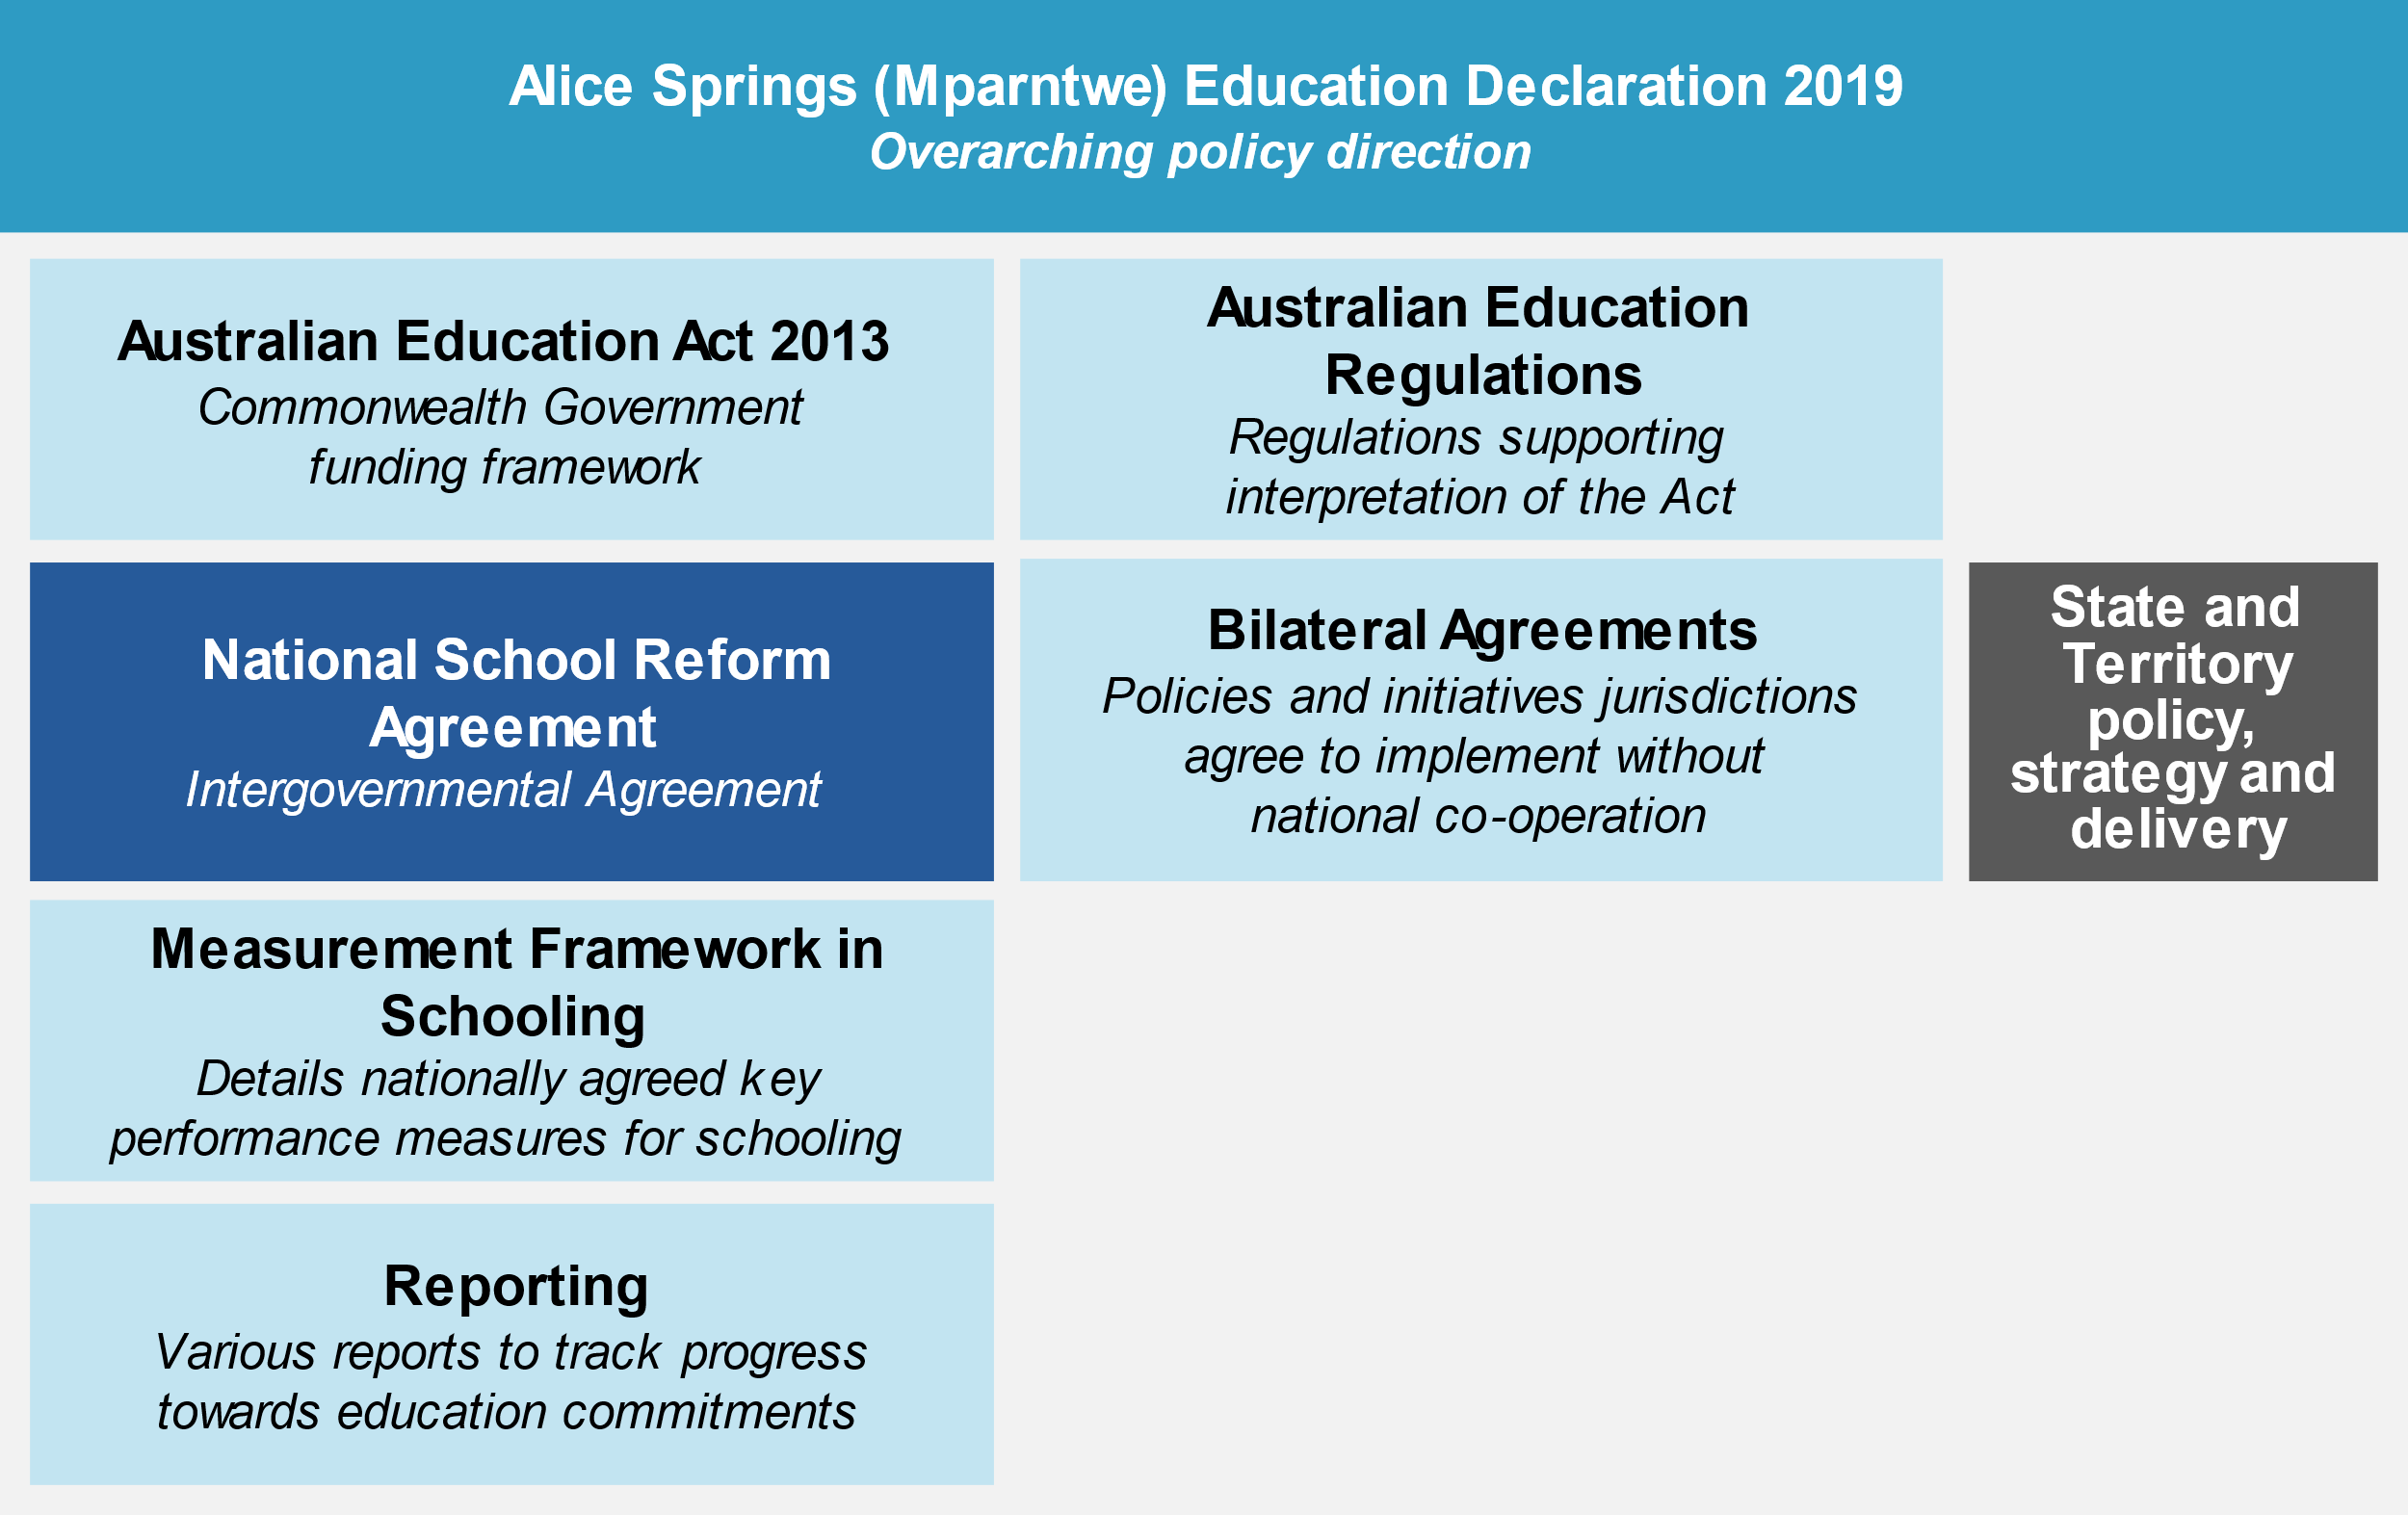 Alice Springs (Mparntwe) Education Declaration 2019
Overarching policy direction
Australian Education Act 2013
Commonwealth Government
funding framework
Australian Education
Regulations
Regulations supporting
interpretation of the Act
National School Reform
Agreement
Intergovernmental Agreement
Bilateral Agreements
Policies and initiatives jurisdictions
agree to implement without
national co-operation
State and
Territory
policy,
strategy and
delivery
Measurement Framework in
Schooling
Details nationally agreed key
performance measures for schooling
Reporting
Various reports to track progress
towards education commitments